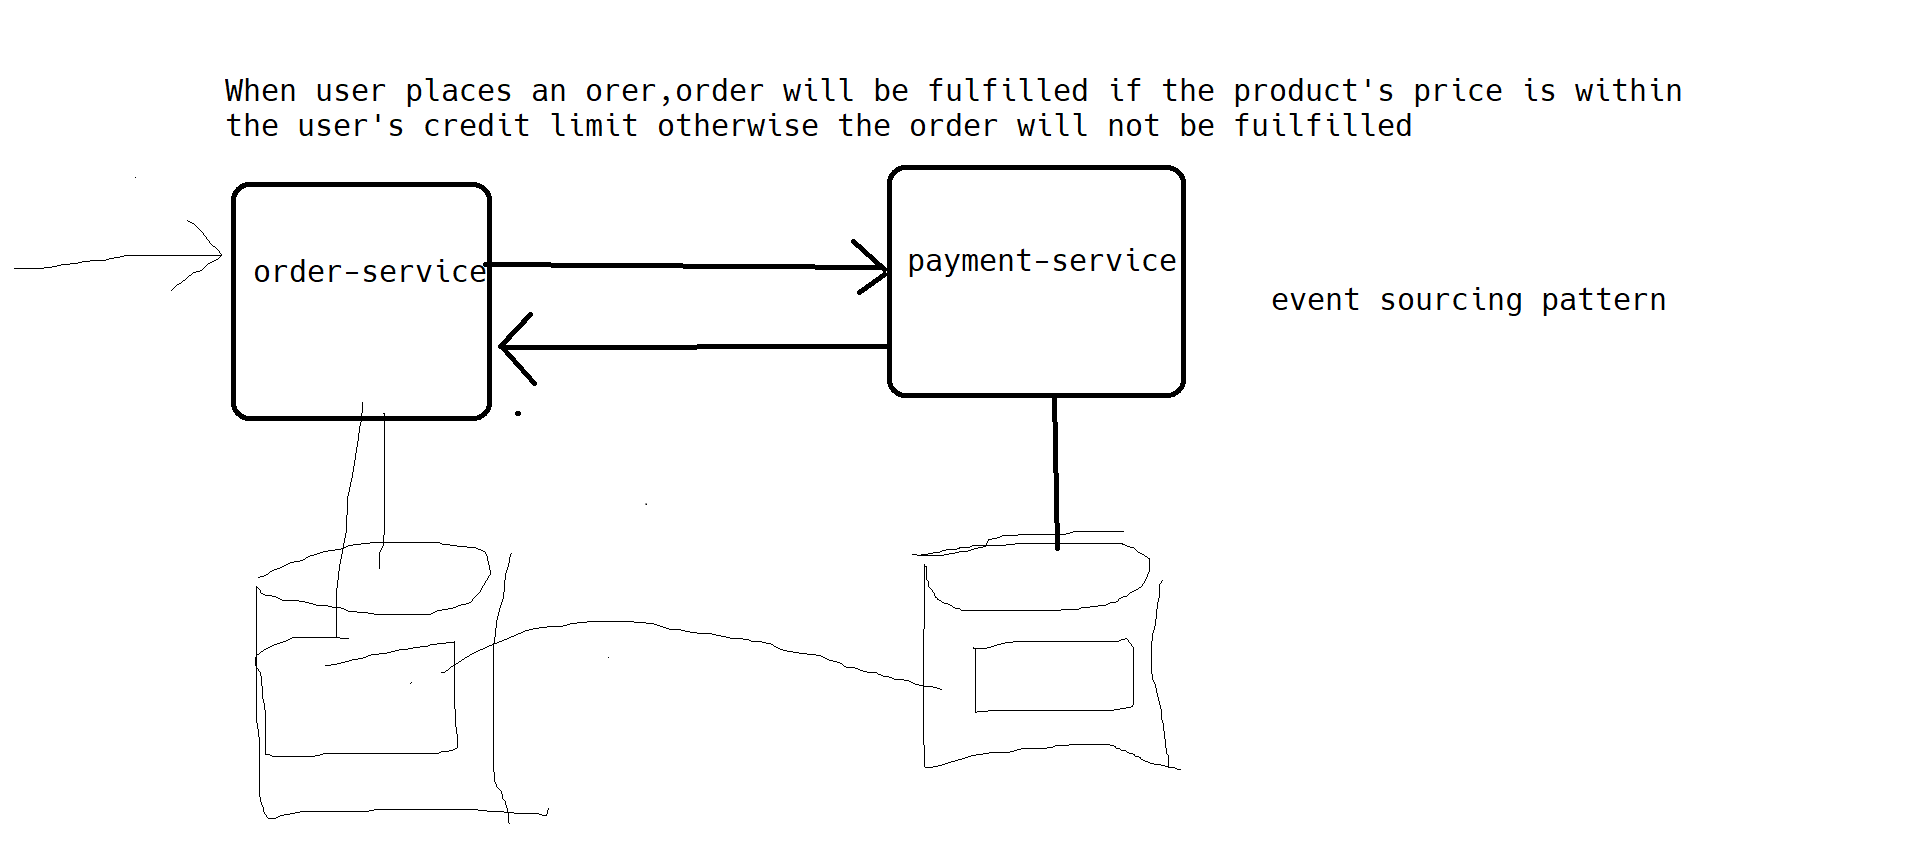 When user places an orer,order will be fulfilled if the product's price is within
the user's credit limit otherwise the order will not be fuilfilled
order-service
payment-service
event sourcing pattern